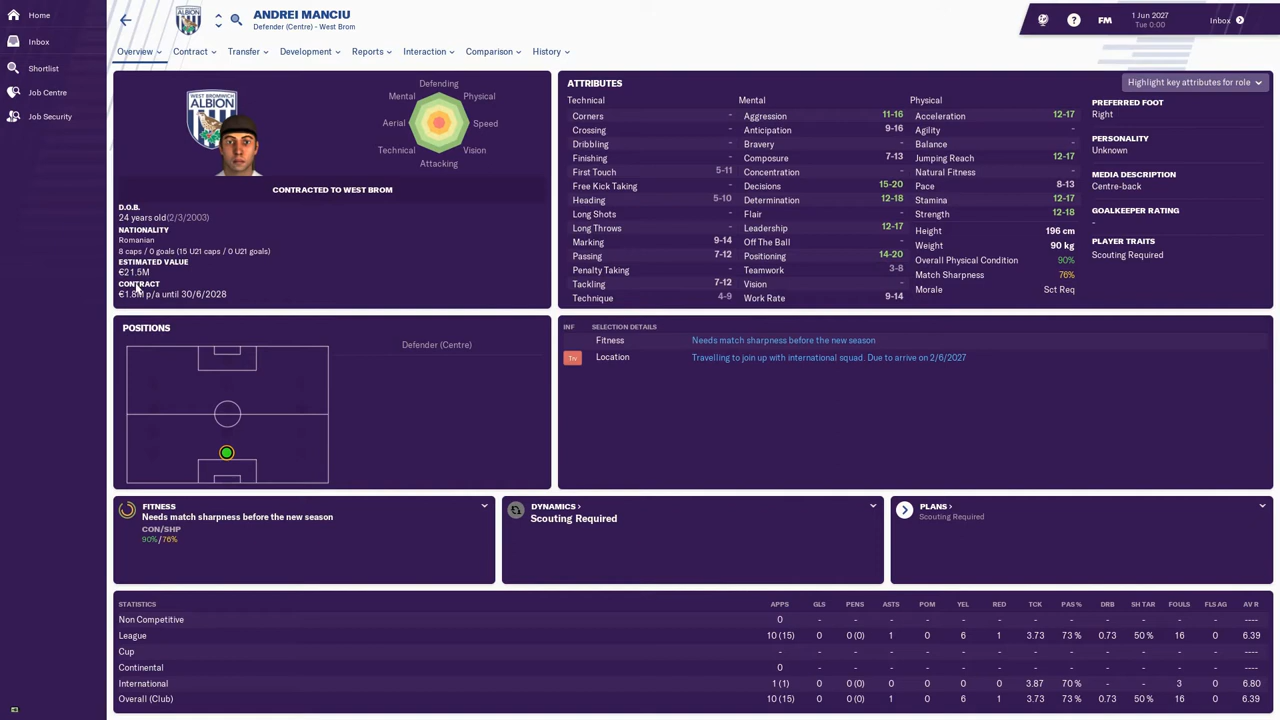 ANDREI MANCIU
Defender (Centre) - West Brom
1 Jun 2027
Tue 0:00
FM
Inbox
Home
Inbox
Shortlist
Job Centre
Job Security
Overview
Contract
Transfer
Development
Reports
Interaction
Comparison
History
WEST BROMWICH
ALBION
Defending
Mental
Physical
Aerial
Speed
Technical
Vision
Attacking
CONTRACTED TO WEST BROM
D.O.B.
24 years old(2/3/2003)
NATIONALITY
Romanian
8 caps / 0 goals (15 U21 caps / 0 U21 goals)
ESTIMATED VALUE
€21.5M
CONTRACT
€1.8M p/a until 30/6/2028
ATTRIBUTES
Highlight key attributes for role
Technical
Corners -
Crossing -
Dribbling -
Finishing -
First Touch 5-11
Free Kick Taking -
Heading 5-10
Long Shots -
Long Throws -
Marking 9-14
Passing 7-12
Penalty Taking -
Tackling 7-12
Technique 4-9
Mental
Aggression 11-16
Anticipation 9-16
Bravery -
Composure 7-13
Concentration -
Decisions 15-20
Determination 12-18
Flair -
Leadership 12-17
Off The Ball -
Positioning 14-20
Teamwork 3-8
Vision -
Work Rate 9-14
Physical
Acceleration 12-17
Agility -
Balance -
Jumping Reach 12-17
Natural Fitness -
Pace 8-13
Stamina 12-17
Strength 12-18
Height 196 cm
Weight 90 kg
Overall Physical Condition 90%
Match Sharpness 76%
Morale Sct Req
PREFERRED FOOT
Right
PERSONALITY
Unknown
MEDIA DESCRIPTION
Centre-back
GOALKEEPER RATING
-
PLAYER TRAITS
Scouting Required
POSITIONS
Defender (Centre)
INF SELECTION DETAILS
Fitness Needs match sharpness before the new season
Trv Location Travelling to join up with international squad. Due to arrive on 2/6/2027
FITNESS
Needs match sharpness before the new season
CON/SHP
90%/76%
DYNAMICS >
Scouting Required
PLANS >
Scouting Required
STATISTICS APPS GLS PENS ASTS POM YEL RED TCK PAS % DRB SH TAR FOULS FLS AG AV R
Non Competitive 0 - - - - - - - - - - - - ----
League 10 (15) 0 0 (0) 1 0 6 1 3.73 73 % 0.73 50 % 16 0 6.39
Cup - - - - - - - - - - - - - ----
Continental 0 - - - - - - - - - - - - ----
International 1 (1) 0 0 (0) 0 0 0 0 3.87 70 % - - 3 0 6.80
Overall (Club) 10 (15) 0 0 (0) 1 0 6 1 3.73 73 % 0.73 50 % 16 0 6.39